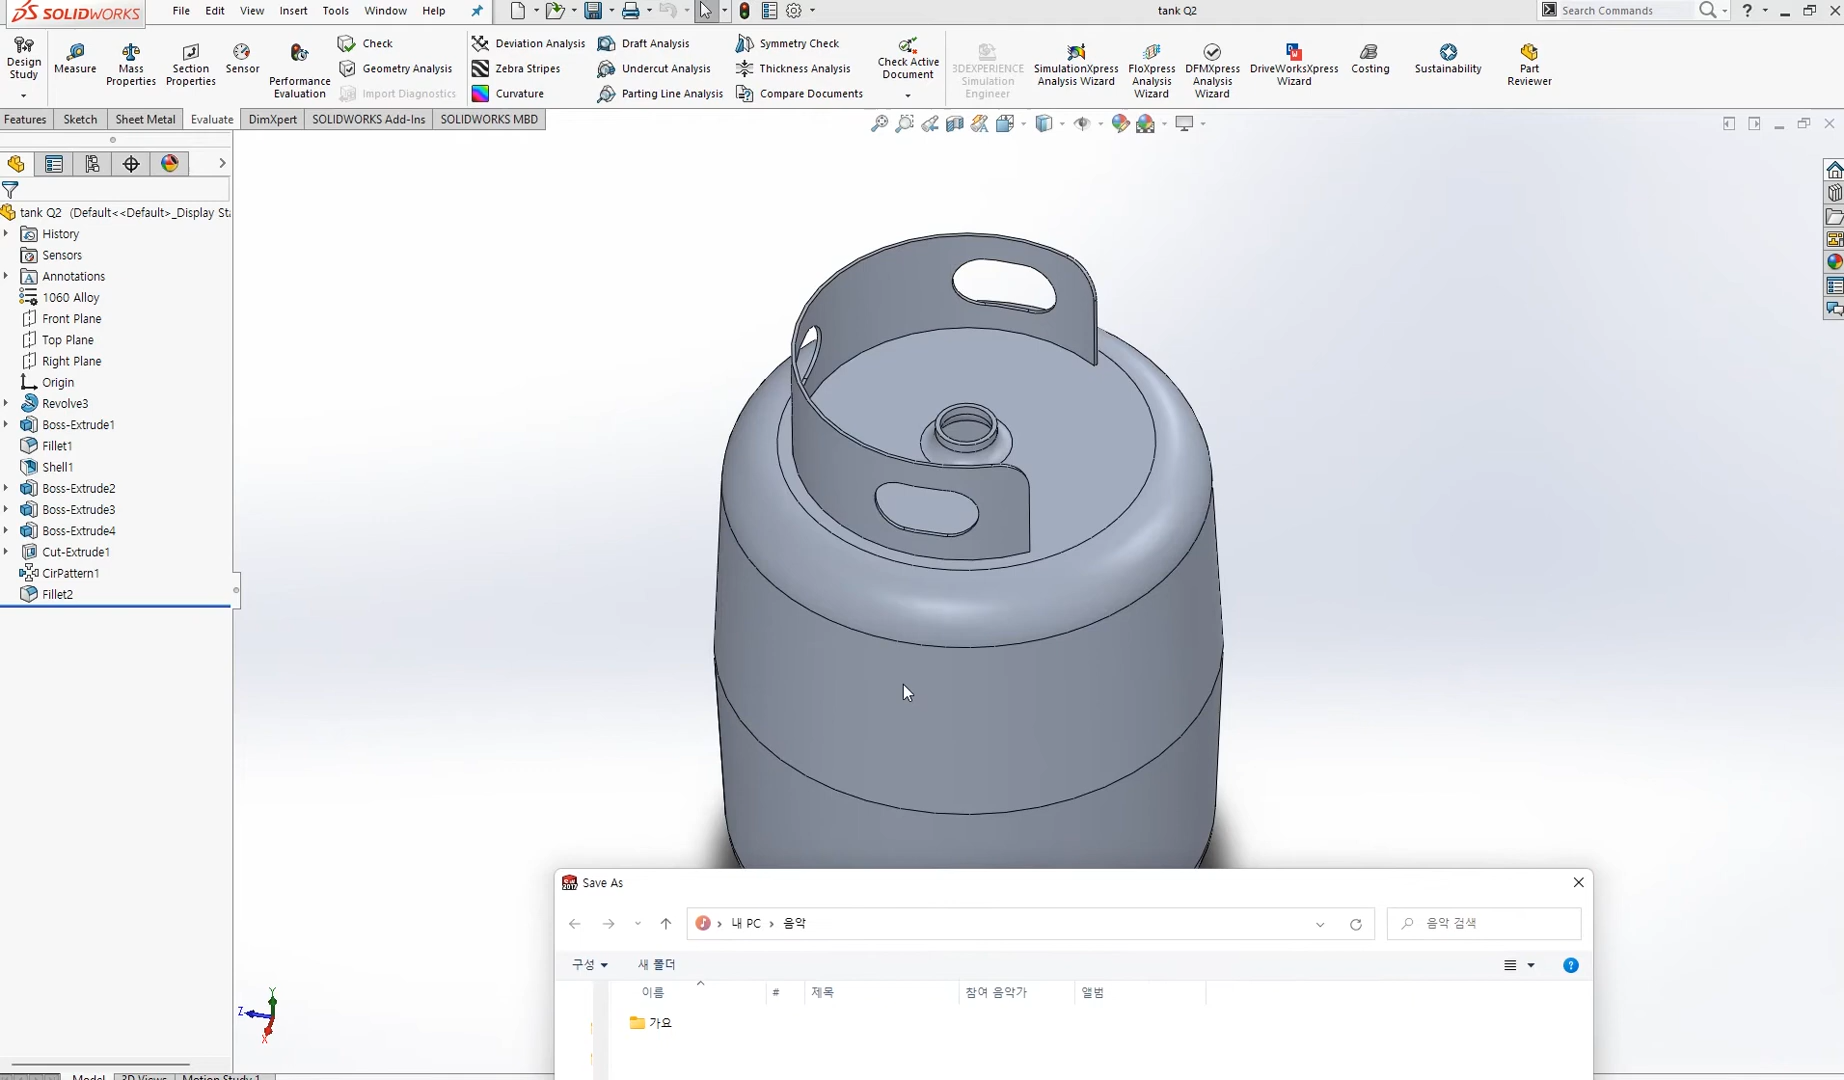 SOLIDWORKS
File Edit View Insert Tools Window Help
tank Q2
Search Commands
Design Study
Measure
Mass Properties
Section Properties
Sensor
Performance Evaluation
Check
Geometry Analysis
Import Diagnostics
Deviation Analysis
Zebra Stripes
Curvature
Draft Analysis
Undercut Analysis
Parting Line Analysis
Symmetry Check
Thickness Analysis
Compare Documents
Check Active Document
3DEXPERIENCE Simulation Engineer
SimulationXpress Analysis Wizard
FloXpress Analysis Wizard
DFMXpress Analysis Wizard
DriveWorksXpress Wizard
Costing
Sustainability
Part Reviewer
Features Sketch Sheet Metal Evaluate DimXpert SOLIDWORKS Add-Ins SOLIDWORKS MBD
tank Q2 (Default<<Default>_Display Sta
History
Sensors
Annotations
1060 Alloy
Front Plane
Top Plane
Right Plane
Origin
Revolve3
Boss-Extrude1
Fillet1
Shell1
Boss-Extrude2
Boss-Extrude3
Boss-Extrude4
Cut-Extrude1
CirPattern1
Fillet2
Y
Z
X
Save As
내 PC > 음악
음악 검색
구성 새 폴더
이름 # 제목 참여 음악가 앨범
가요
Model 3D Views Motion Study 1